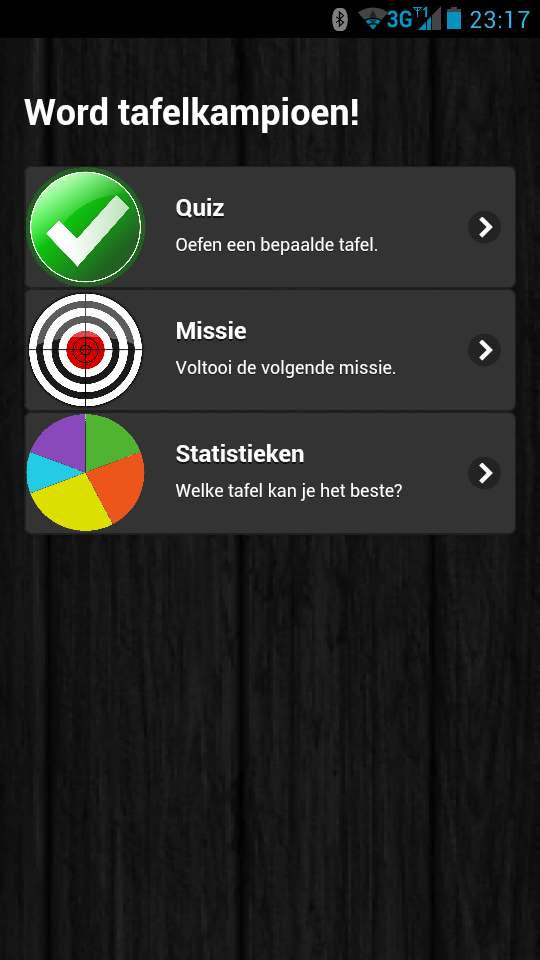 3G 1 23:17
Word tafelkampioen!
Quiz
Oefen een bepaalde tafel.
Missie
Voltooi de volgende missie.
Statistieken
Welke tafel kan je het beste?